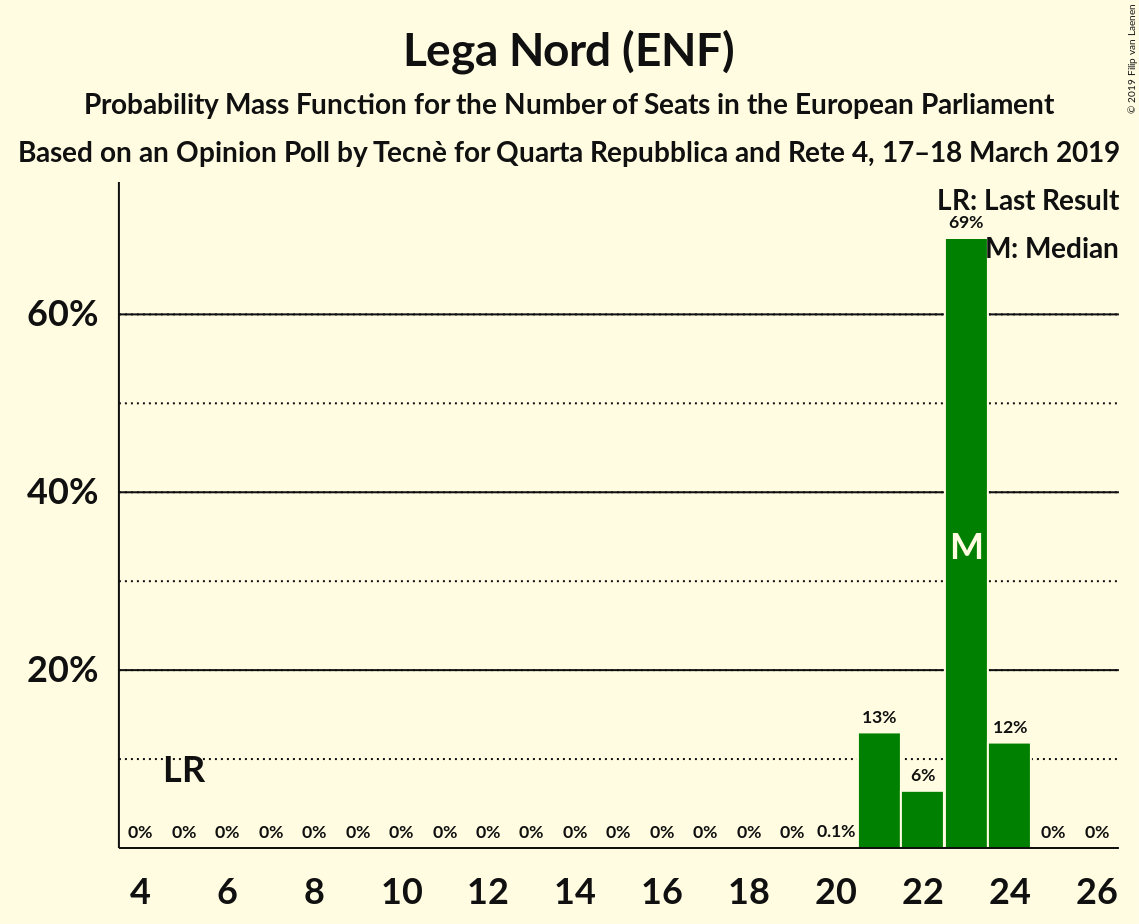 Lega Nord (ENF)
Probability Mass Function for the Number of Seats in the European Parliament
Based on an Opinion Poll by Tecnè for Quarta Repubblica and Rete 4, 17–18 March 2019
© 2019 Filip van Laenen
LR: Last Result
M: Median
69%
60%
40%
M
20%
13%
12%
6%
LR
0% 0% 0% 0% 0% 0% 0% 0% 0% 0% 0% 0% 0% 0% 0% 0% 0.1% 0% 0%
4 6 8 10 12 14 16 18 20 22 24 26